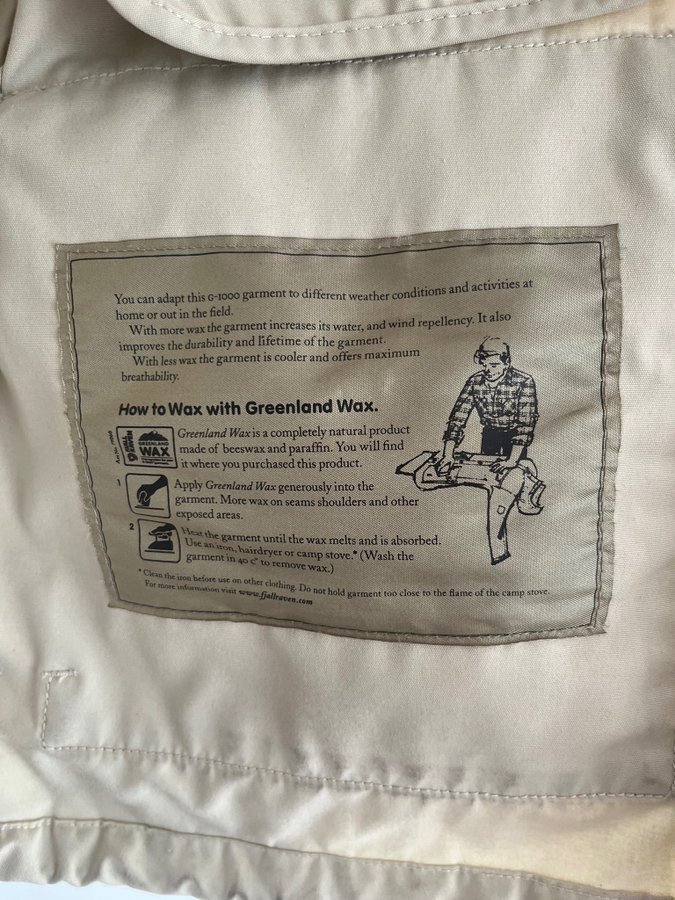 You can adapt this G-1000 garment to different weather conditions and activities at
home or out in the field.
With more wax the garment increases its water, and wind repellency. It also
improves the durability and lifetime of the garment.
With less wax the garment is cooler and offers maximum
breathability.
How to Wax with Greenland Wax.
GREENLAND
WAX
Greenland Wax is a completely natural product
made of beeswax and paraffin. You will find
it where you purchased this product.
1
Apply Greenland Wax generously into the
garment. More wax on seams shoulders and other
exposed areas.
2
Heat the garment until the wax melts and is absorbed.
Use an iron, hairdryer or camp stove.* (Wash the
garment in 40 c° to remove wax.)
* Clean the iron before use on other clothing. Do not hold garment too close to the flame of the camp stove.
For more information visit www.fjallraven.com